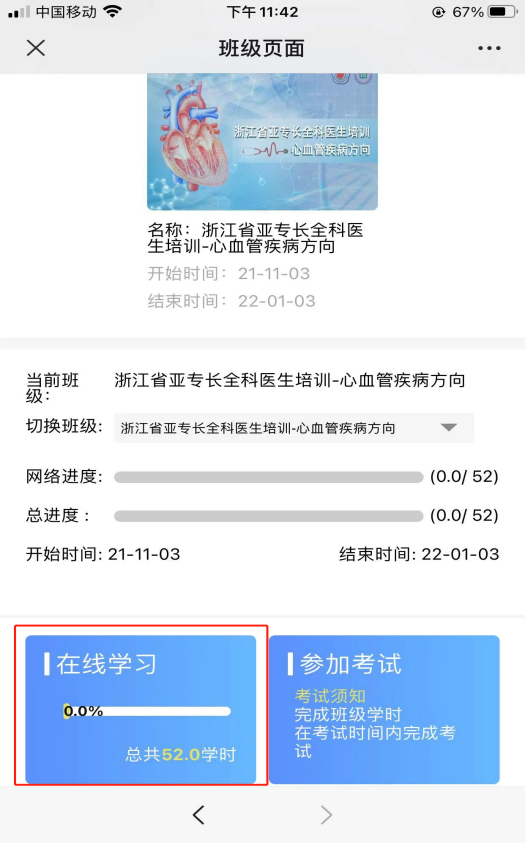 中国移动
下午11:42
67%
班级页面
浙江省亚专长全科医生培训
心血管疾病方向
名称：浙江省亚专长全科医
生培训-心血管疾病方向
开始时间：21-11-03
结束时间：22-01-03
当前班
级:
浙江省亚专长全科医生培训-心血管疾病方向
切换班级:
浙江省亚专长全科医生培训-心血管疾病方向
网络进度:
(0.0/ 52)
总进度 :
(0.0/ 52)
开始时间: 21-11-03
结束时间: 22-01-03
在线学习
0.0%
总共52.0学时
参加考试
考试须知
完成班级学时
在考试时间内完成考
试